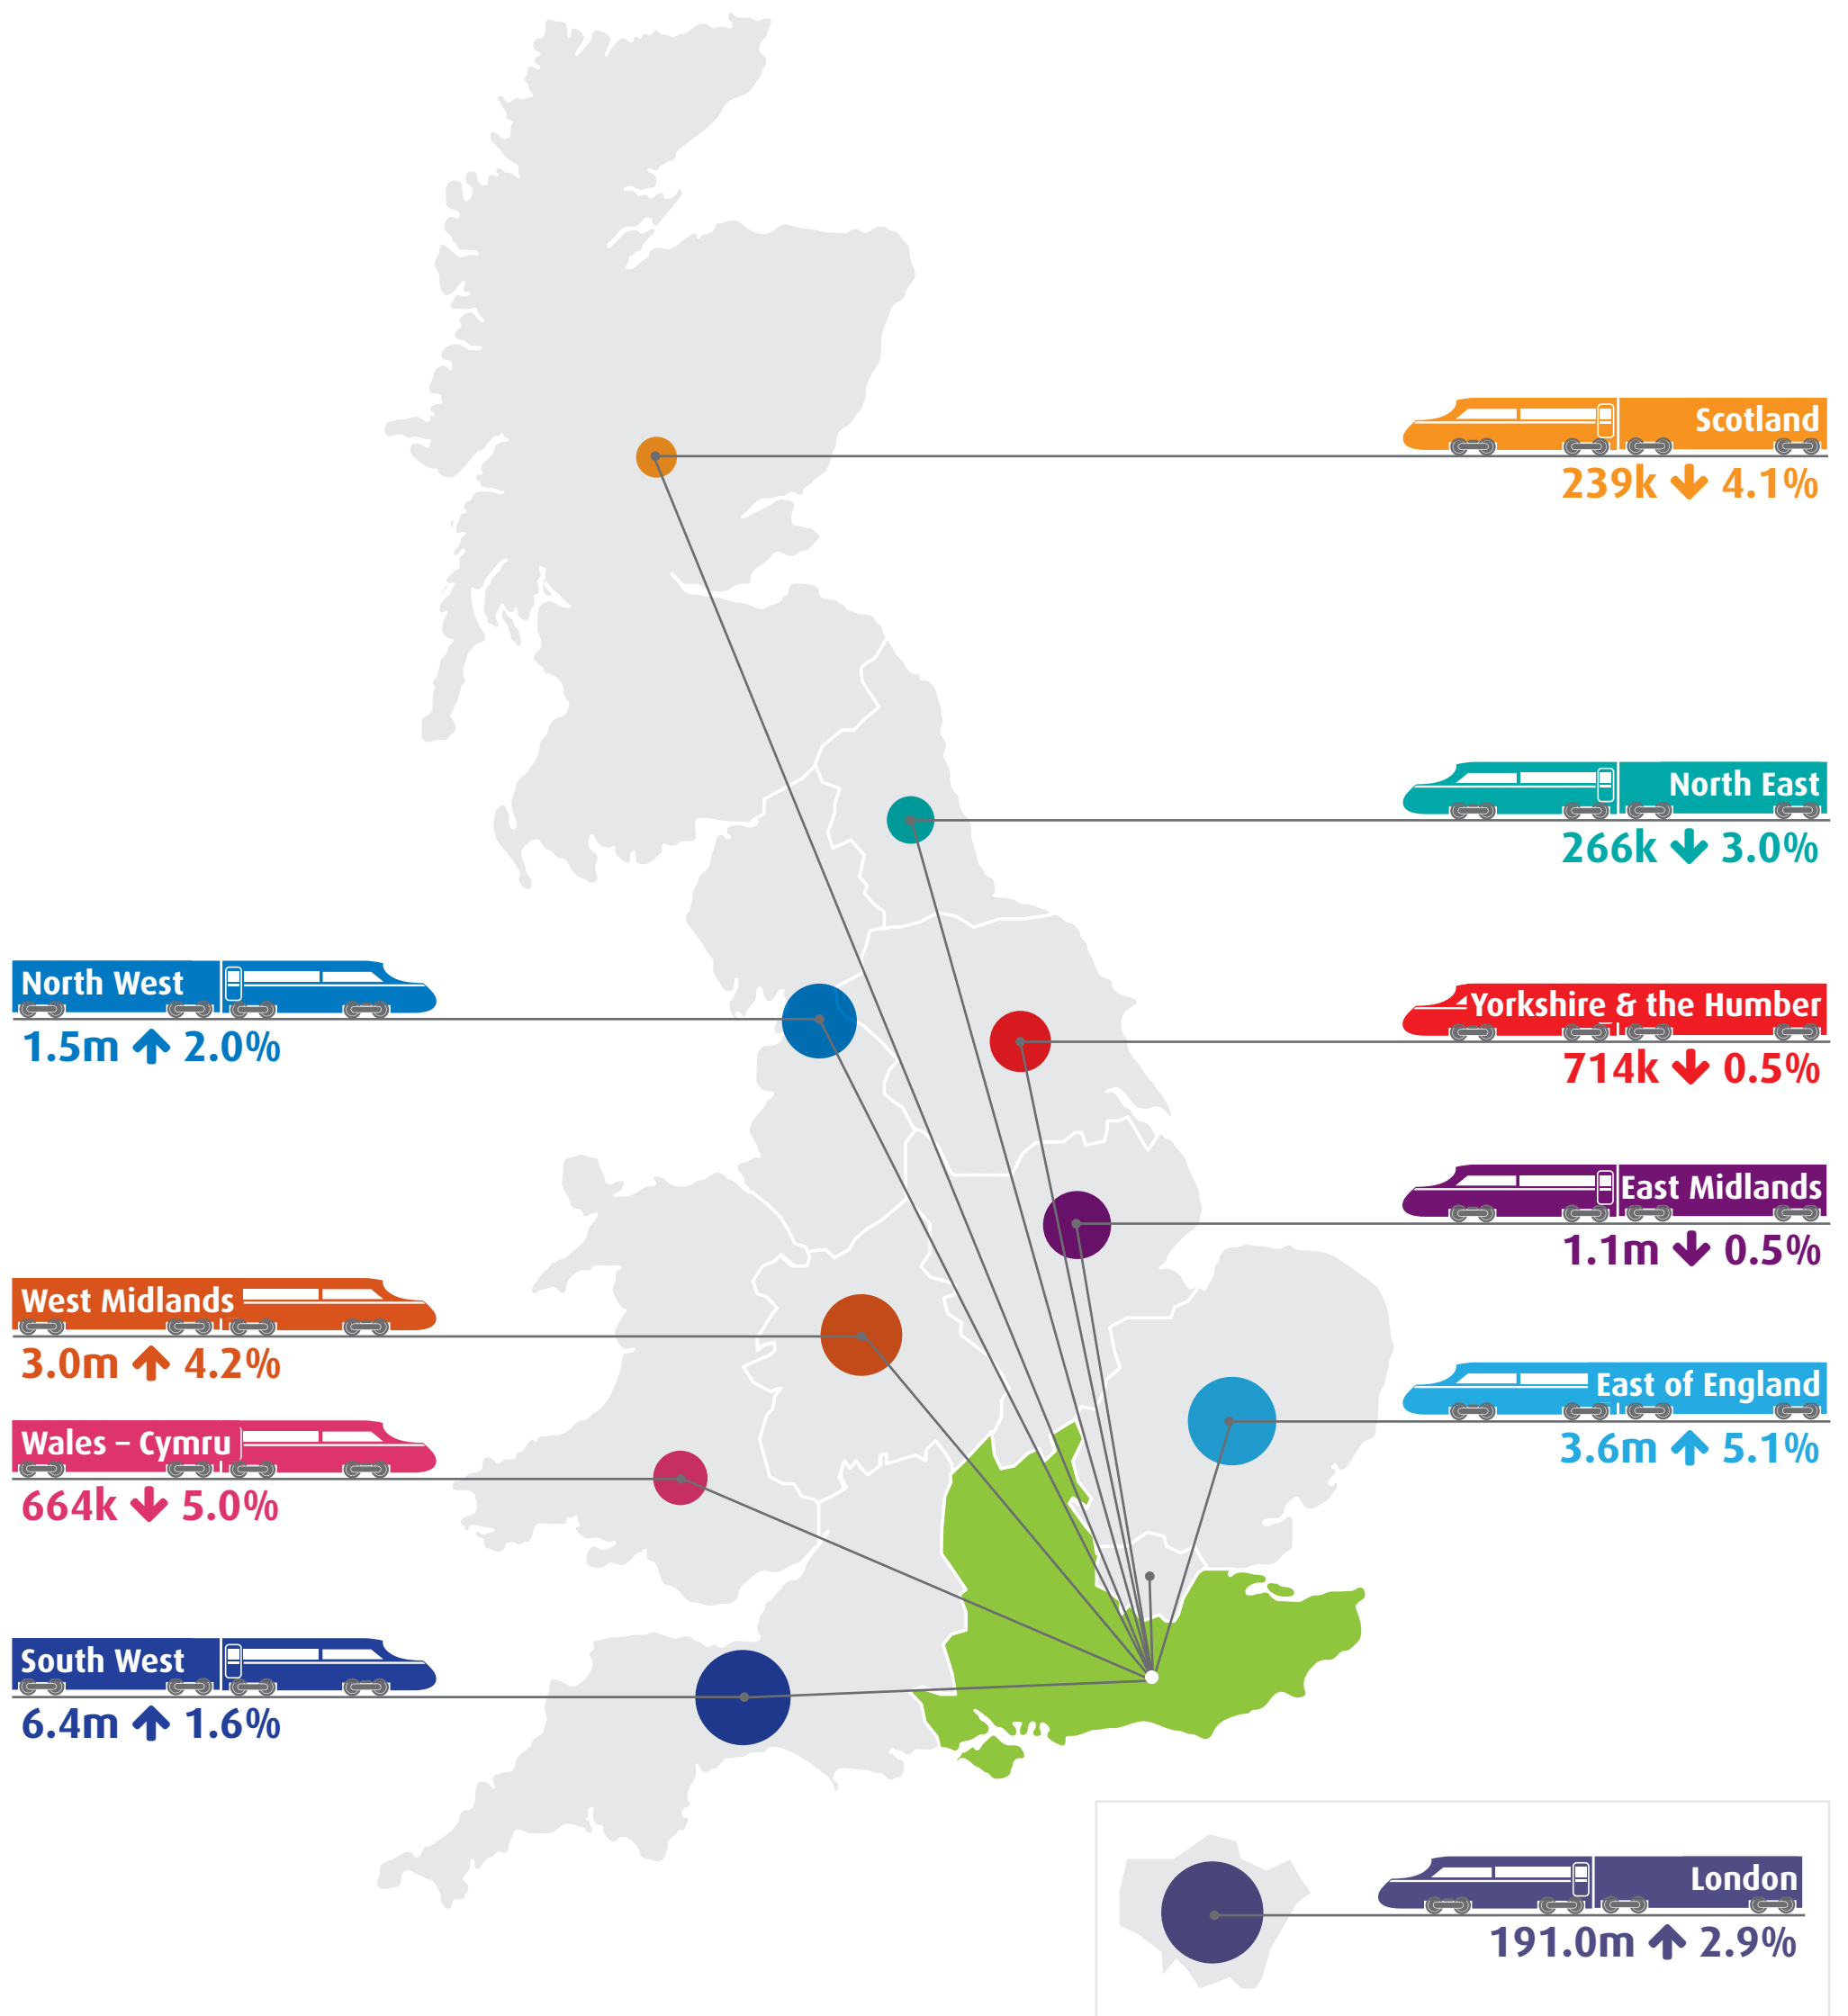 Scotland
239k ↓ 4.1%
North East
266k ↓ 3.0%
North West
1.5m ↑ 2.0%
Yorkshire & the Humber
714k ↓ 0.5%
East Midlands
1.1m ↓ 0.5%
West Midlands
3.0m ↑ 4.2%
East of England
3.6m ↑ 5.1%
Wales – Cymru
664k ↓ 5.0%
South West
6.4m ↑ 1.6%
London
191.0m ↑ 2.9%